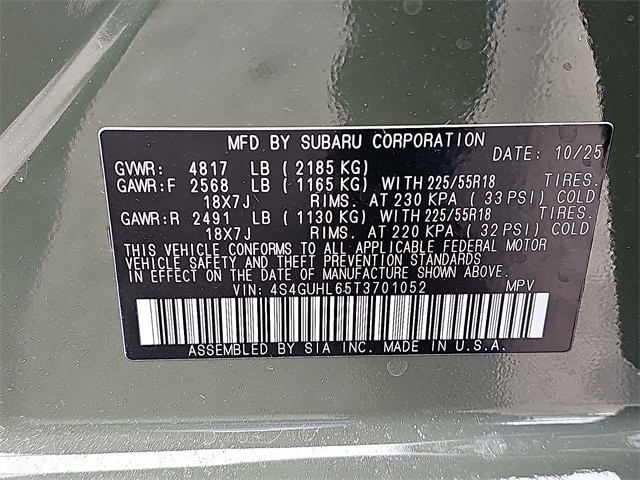 MFD BY SUBARU CORPORATION DATE: 10/25
GVWR: 4817 LB (2185 KG)
GAWR:F 2568 LB (1165 KG) WITH 225/55R18 TIRES.
18X7J RIMS. AT 230 KPA (33 PSI) COLD
GAWR:R 2491 LB (1130 KG) WITH 225/55R18 TIRES.
18X7J RIMS. AT 220 KPA (32 PSI) COLD
THIS VEHICLE CONFORMS TO ALL APPLICABLE FEDERAL MOTOR
VEHICLE SAFETY AND THEFT PREVENTION STANDARDS
IN EFFECT ON THE DATE OF MANUFACTURE SHOWN ABOVE.
VIN: 4S4GUHL65T3701052 MPV
ASSEMBLED BY SIA INC. MADE IN U.S.A.